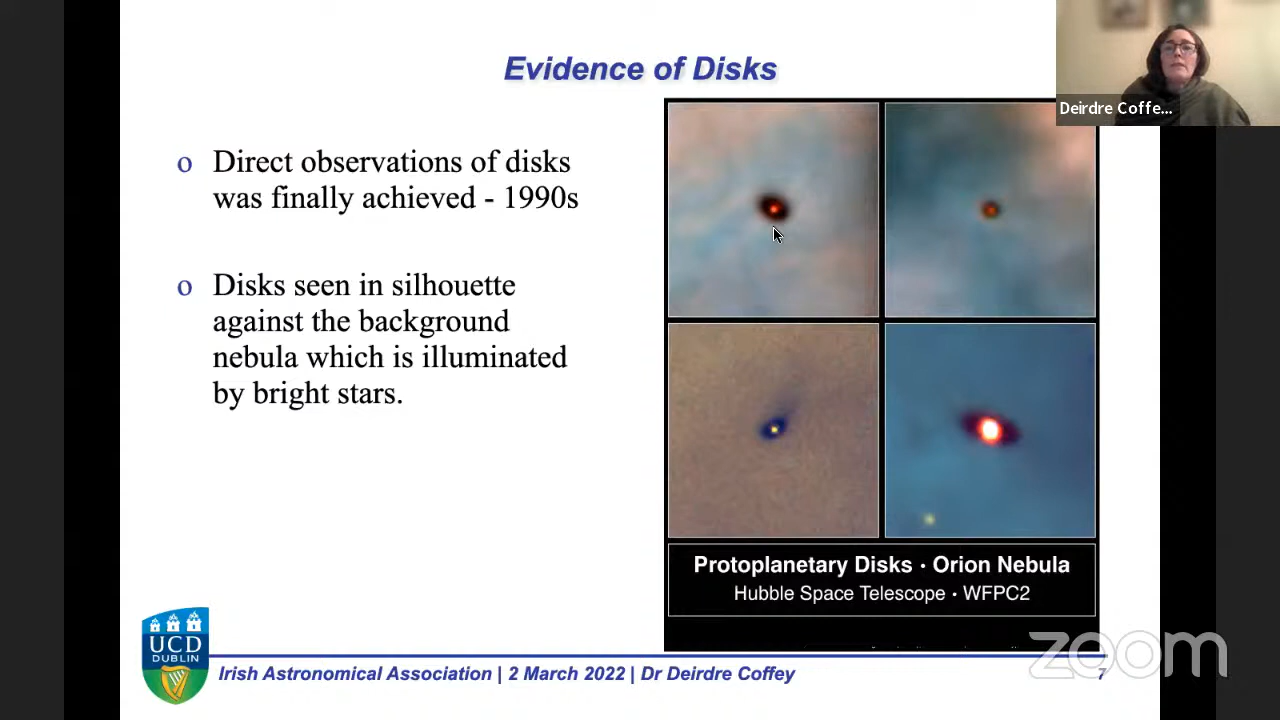 Evidence of Disks
Deirdre Coffe...
o Direct observations of disks
was finally achieved - 1990s
o Disks seen in silhouette
against the background
nebula which is illuminated
by bright stars.
Protoplanetary Disks · Orion Nebula
Hubble Space Telescope · WFPC2
UCD
DUBLIN
Irish Astronomical Association | 2 March 2022 | Dr Deirdre Coffey
7
zoom